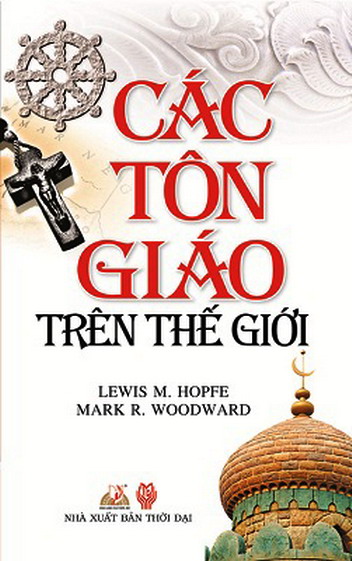 CÁC
TÔN
GIÁO
TRÊN THẾ GIỚI
LEWIS M. HOPFE
MARK R. WOODWARD
NHÀ XUẤT BẢN THỜI ĐẠI